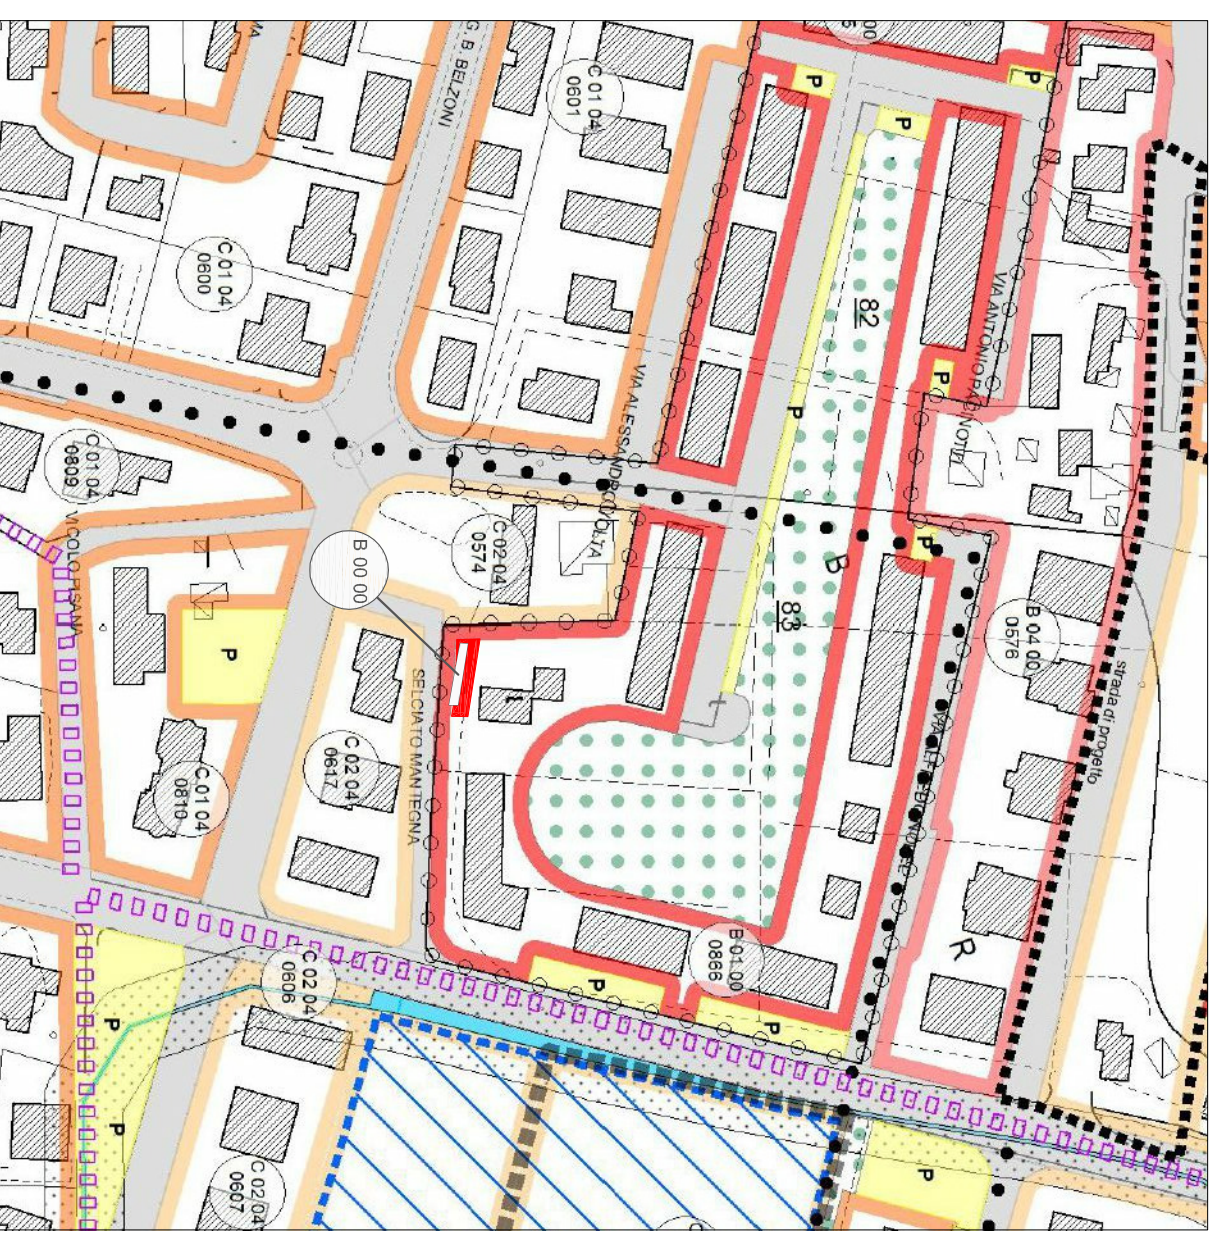 G. B. BELZONI
C 01 04
0601
P
P
P
C 01 04
0600
82
VIA ANTONIO PACINOTTI
P
VIA ALESSANDRO VOLTA
P
C 01 04
0809
VICOLO PISANA
C 02 04
0574
B 00 00
P
B
83
B 04 00
0576
P
SELCIATO MANTEGNA
t
t
strada di progetto
C 02 04
0617
C 01 04
0810
B 01 00
0866
R
C 02 04
0606
P
P
P
P
P
C 02 04
0607